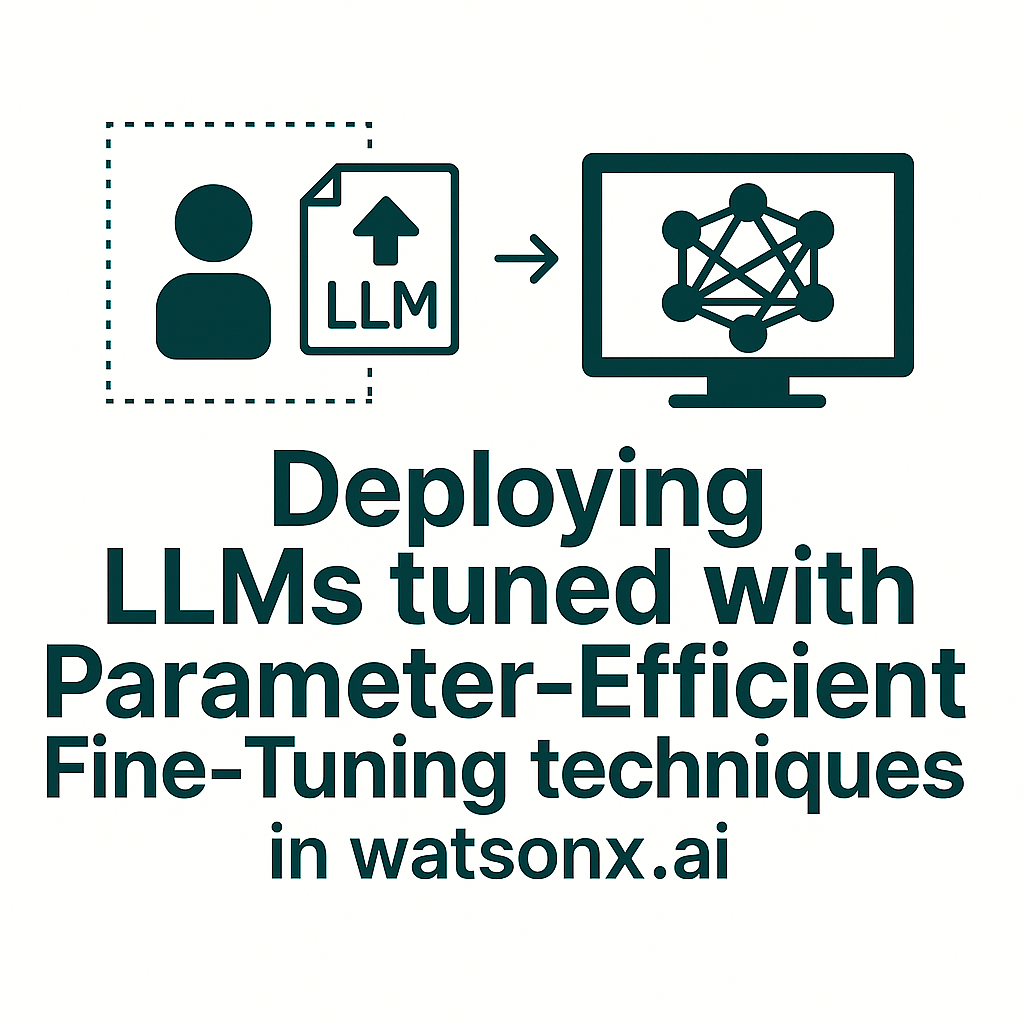 LLM
Deploying
LLMs tuned with
Parameter-Efficient
Fine-Tuning techniques
in watsonx.ai